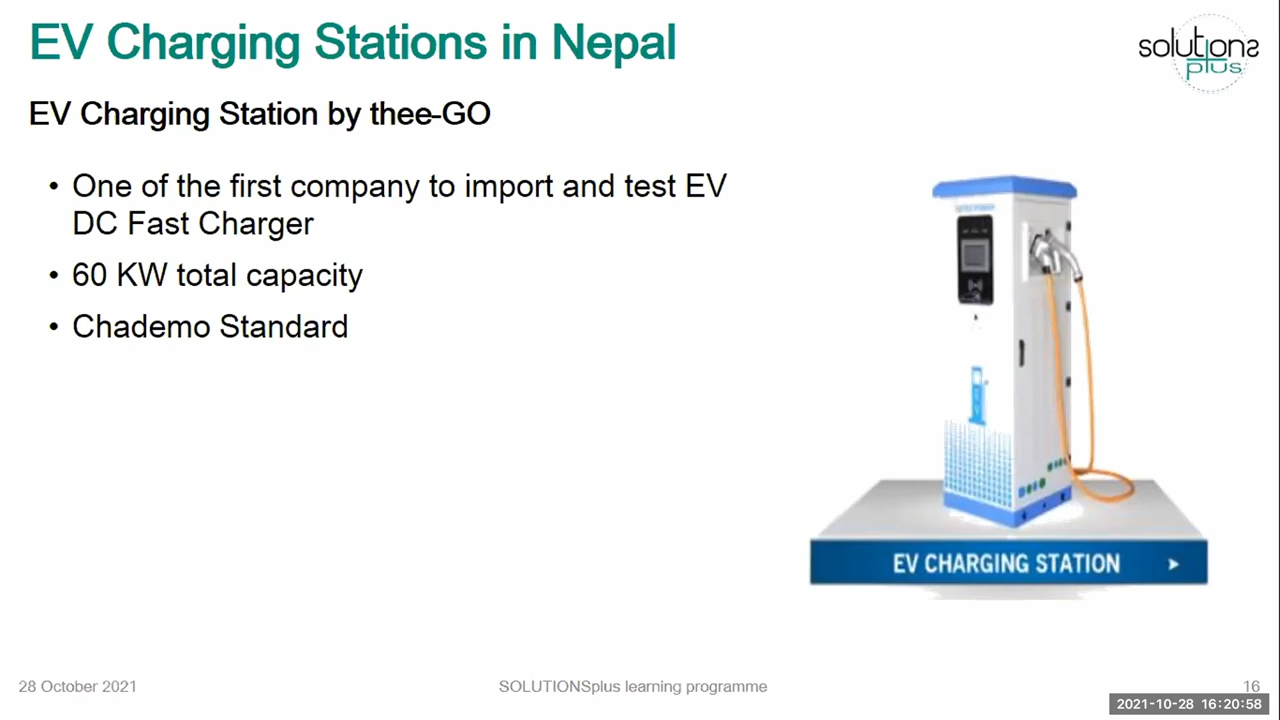 EV Charging Stations in Nepal
solutions
plus
EV Charging Station by thee-GO
• One of the first company to import and test EV
DC Fast Charger
• 60 KW total capacity
• Chademo Standard
EV
EV CHARGING STATION
28 October 2021
SOLUTIONSplus learning programme
16
2021-10-28 16:20:58